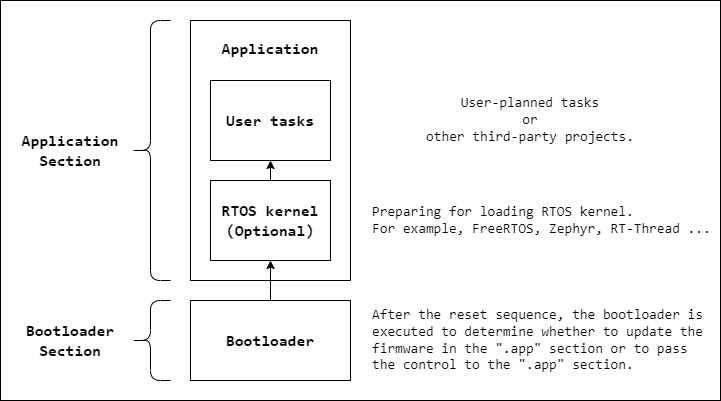 Application
User tasks
User-planned tasks
or
other third-party projects.
Application
Section
RTOS kernel
(Optional)
Preparing for loading RTOS kernel.
For example, FreeRTOS, Zephyr, RT-Thread ...
Bootloader
Section
Bootloader
After the reset sequence, the bootloader is
executed to determine whether to update the
firmware in the ".app" section or to pass
the control to the ".app" section.